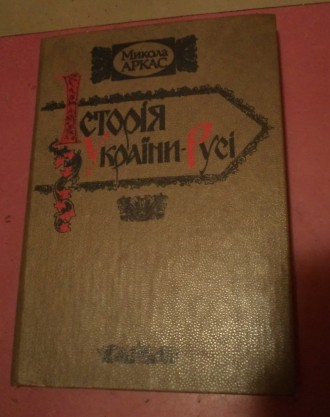 Микола
АРКАС
Історія
України-Русі